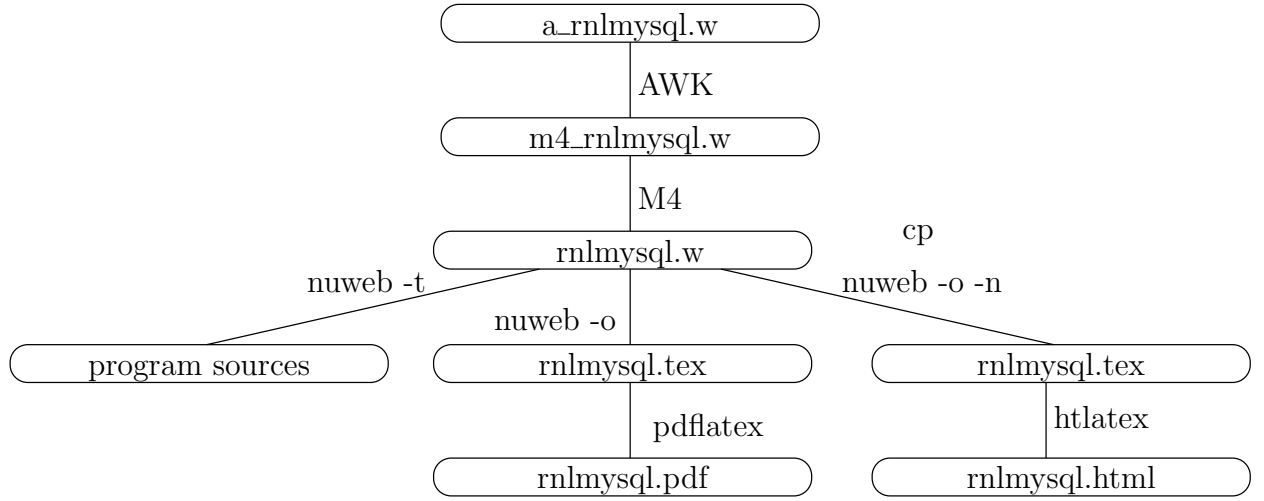 a_rnlmysql.w
AWK
m4_rnlmysql.w
M4
cp
rnlmysql.w
nuweb -t
nuweb -o -n
nuweb -o
program sources
rnlmysql.tex
rnlmysql.tex
pdflatex
htlatex
rnlmysql.pdf
rnlmysql.html